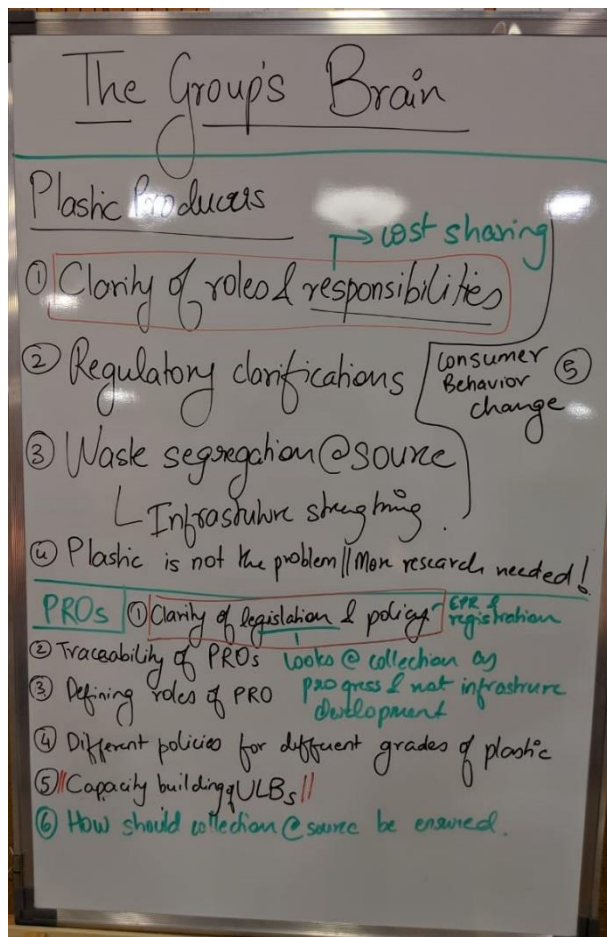 The Group's Brain
Plastic Producers
→ cost sharing
① Clarity of roles & responsibilities
② Regulatory clarifications
Consumer
Behavior
change
⑤
③ Waste segregation @ source
④ Plastic is not the problem || More research needed!
PROs ① Clarity of legislation & policy
EPR &
registration
② Traceability of PROs
looks @ collection as
progress & not
development
③ Defining roles of PRO
④ Different policies for different grades of plastic
⑤ || Capacity building of ULBs ||
⑥ How should collection @ source be ensured.